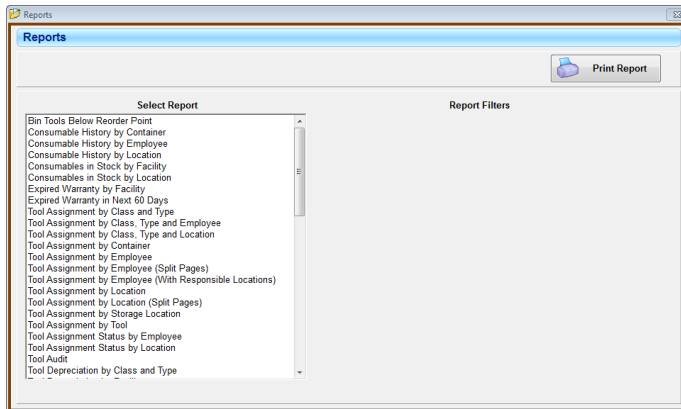 Reports
Reports
Print Report
Select Report
Report Filters
Bin Tools Below Reorder Point
Consumable History by Container
Consumable History by Employee
Consumable History by Location
Consumables in Stock by Facility
Consumables in Stock by Location
Expired Warranty by Facility
Expired Warranty in Next 60 Days
Tool Assignment by Class and Type
Tool Assignment by Class, Type and Employee
Tool Assignment by Class, Type and Location
Tool Assignment by Container
Tool Assignment by Employee
Tool Assignment by Employee (Split Pages)
Tool Assignment by Employee (With Responsible Locations)
Tool Assignment by Location
Tool Assignment by Location (Split Pages)
Tool Assignment by Storage Location
Tool Assignment by Tool
Tool Assignment Status by Employee
Tool Assignment Status by Location
Tool Audit
Tool Depreciation by Class and Type